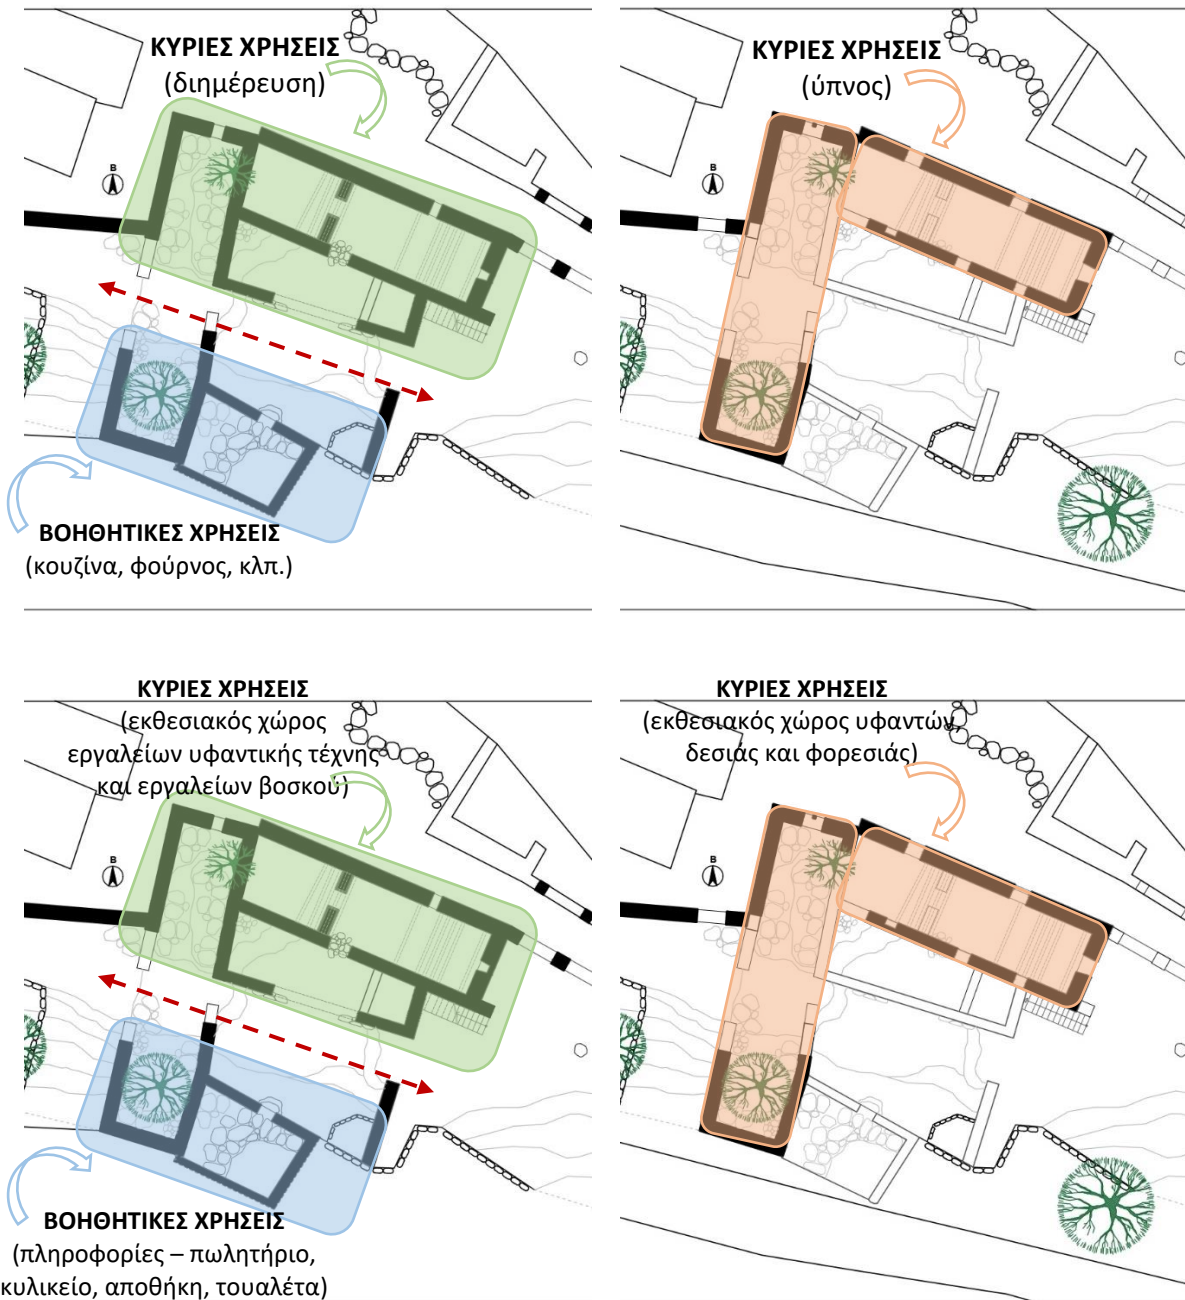 ΚΥΡΙΕΣ ΧΡΗΣΕΙΣ
(διημέρευση)
Β
ΒΟΗΘΗΤΙΚΕΣ ΧΡΗΣΕΙΣ
(κουζίνα, φούρνος, κλπ.)
ΚΥΡΙΕΣ ΧΡΗΣΕΙΣ
(ύπνος)
Β
ΚΥΡΙΕΣ ΧΡΗΣΕΙΣ
(εκθεσιακός χώρος
εργαλείων υφαντικής τέχνης
και εργαλείων βοσκού)
Β
ΒΟΗΘΗΤΙΚΕΣ ΧΡΗΣΕΙΣ
(πληροφορίες – πωλητήριο,
κυλικείο, αποθήκη, τουαλέτα)
ΚΥΡΙΕΣ ΧΡΗΣΕΙΣ
(εκθεσιακός χώρος υφαντών,
δεσιάς και φορεσιάς)
Β